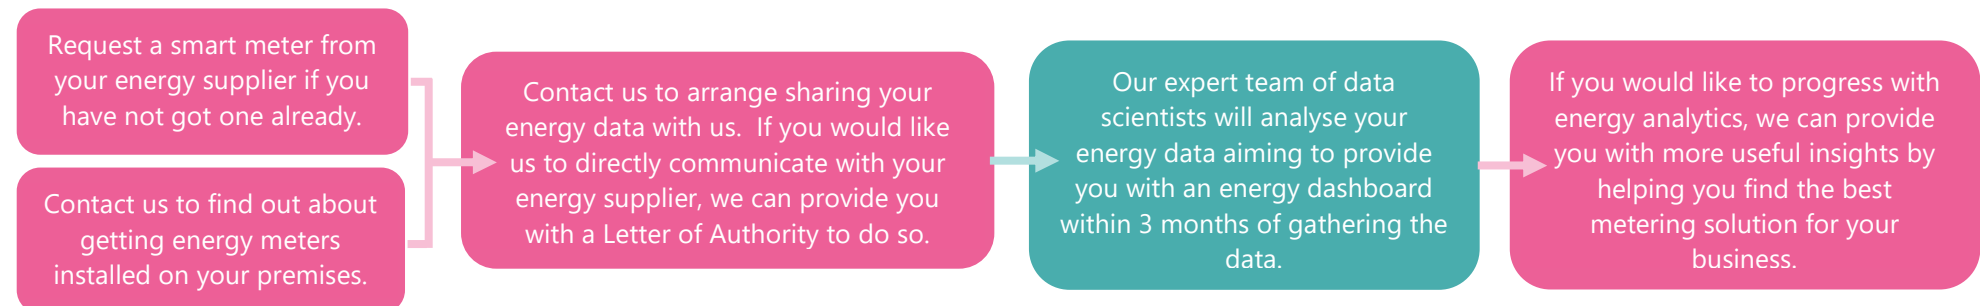 Request a smart meter from
your energy supplier if you
have not got one already.
Contact us to find out about
getting energy meters
installed on your premises.
Contact us to arrange sharing your
energy data with us.  If you would like
us to directly communicate with your
energy supplier, we can provide you
with a Letter of Authority to do so.
Our expert team of data
scientists will analyse your
energy data aiming to provide
you with an energy dashboard
within 3 months of gathering the
data.
If you would like to progress with
energy analytics, we can provide
you with more useful insights by
helping you find the best
metering solution for your
business.